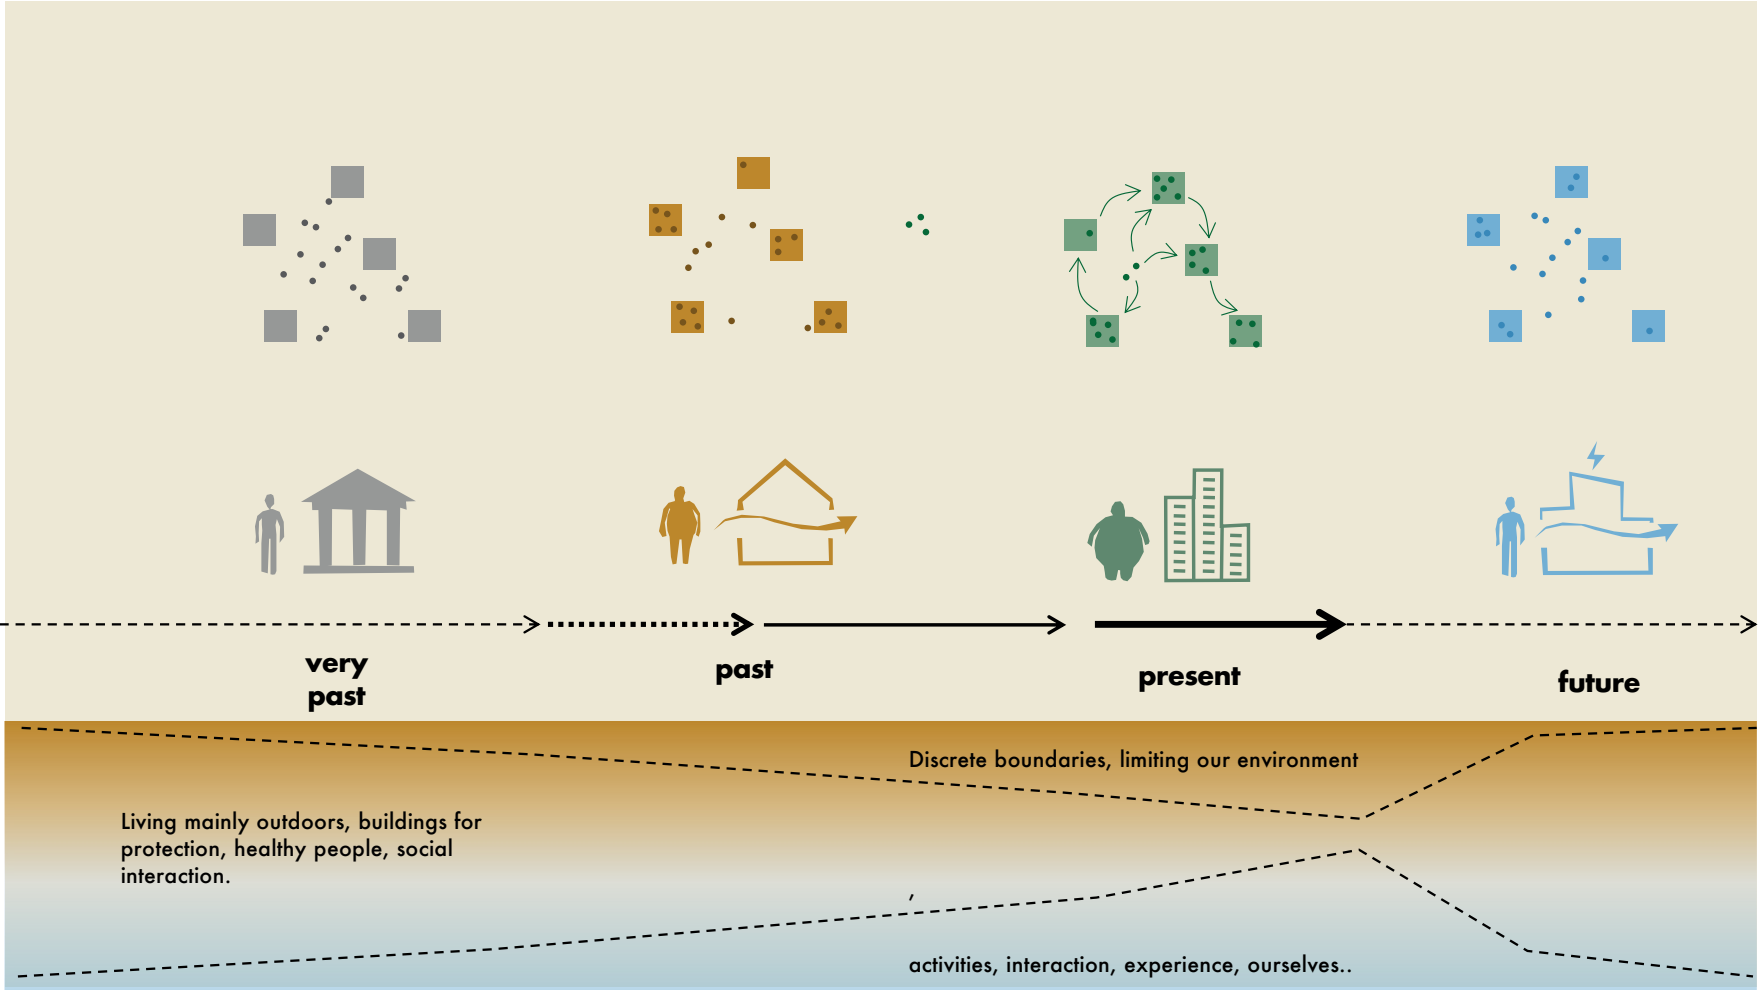 very
past
past
present
future
Discrete boundaries, limiting our environment
Living mainly outdoors, buildings for
protection, healthy people, social
interaction.
,
activities, interaction, experience, ourselves..